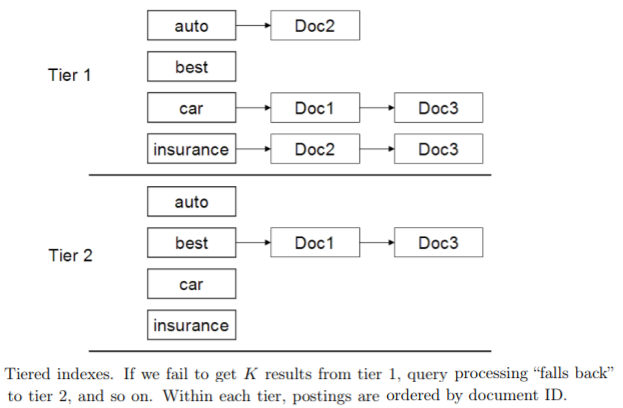 auto Doc2
Tier 1
best
car Doc1 Doc3
insurance Doc2 Doc3
auto
best Doc1 Doc3
Tier 2
car
insurance
Tiered indexes. If we fail to get K results from tier 1, query processing “falls back”
to tier 2, and so on. Within each tier, postings are ordered by document ID.